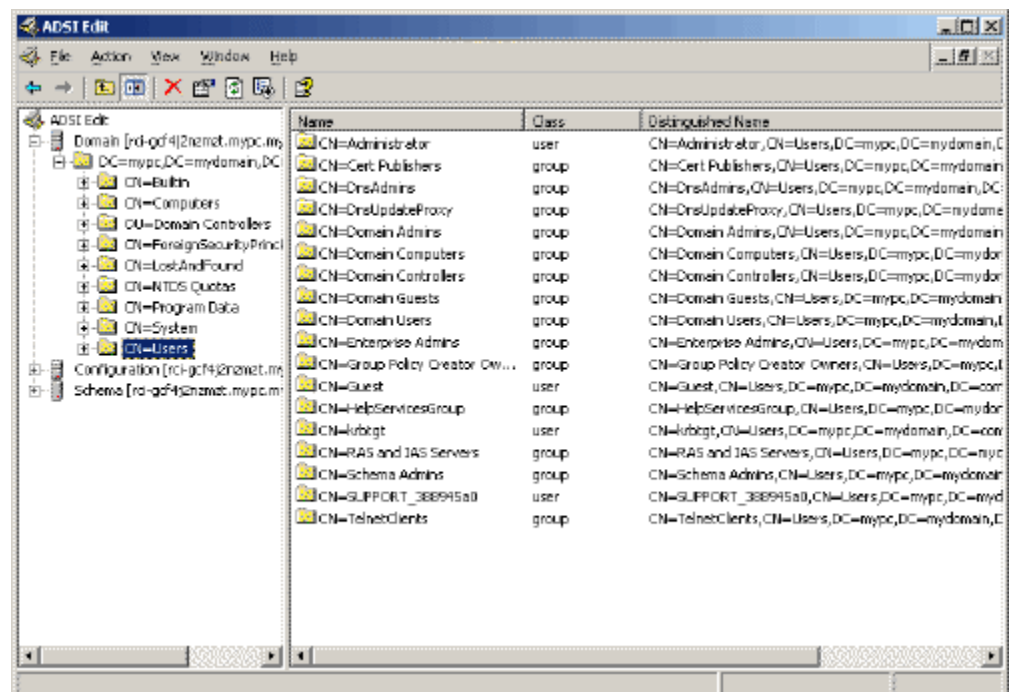 ADSI Edit
File Action View Window Help
ADSI Edit
Domain [rci-gcf4j2nzmzt.mypc.my
DC=mypc,DC=mydomain,DC
CN=Builtin
CN=Computers
OU=Domain Controllers
CN=ForeignSecurityPrinci
CN=LostAndFound
CN=NTDS Quotas
CN=Program Data
CN=System
CN=Users
Configuration [rci-gcf4j2nzmzt.my
Schema [rci-gcf4j2nzmzt.mypc.m
Name Class Distinguished Name
CN=Administrator user CN=Administrator,CN=Users,DC=mypc,DC=mydomain,D
CN=Cert Publishers group CN=Cert Publishers,CN=Users,DC=mypc,DC=mydomain
CN=DnsAdmins group CN=DnsAdmins,CN=Users,DC=mypc,DC=mydomain,DC=
CN=DnsUpdateProxy group CN=DnsUpdateProxy,CN=Users,DC=mypc,DC=mydoma
CN=Domain Admins group CN=Domain Admins,CN=Users,DC=mypc,DC=mydomain
CN=Domain Computers group CN=Domain Computers,CN=Users,DC=mypc,DC=mydor
CN=Domain Controllers group CN=Domain Controllers,CN=Users,DC=mypc,DC=mydom
CN=Domain Guests group CN=Domain Guests,CN=Users,DC=mypc,DC=mydomain
CN=Domain Users group CN=Domain Users,CN=Users,DC=mypc,DC=mydomain,D
CN=Enterprise Admins group CN=Enterprise Admins,CN=Users,DC=mypc,DC=mydom
CN=Group Policy Creator Ow... group CN=Group Policy Creator Owners,CN=Users,DC=mypc,D
CN=Guest user CN=Guest,CN=Users,DC=mypc,DC=mydomain,DC=com
CN=HelpServicesGroup group CN=HelpServicesGroup,CN=Users,DC=mypc,DC=mydor
CN=krbtgt user CN=krbtgt,CN=Users,DC=mypc,DC=mydomain,DC=com
CN=RAS and IAS Servers group CN=RAS and IAS Servers,CN=Users,DC=mypc,DC=myc
CN=Schema Admins group CN=Schema Admins,CN=Users,DC=mypc,DC=mydomain
CN=SUPPORT_388945a0 user CN=SUPPORT_388945a0,CN=Users,DC=mypc,DC=myd
CN=TelnetClients group CN=TelnetClients,CN=Users,DC=mypc,DC=mydomain,D